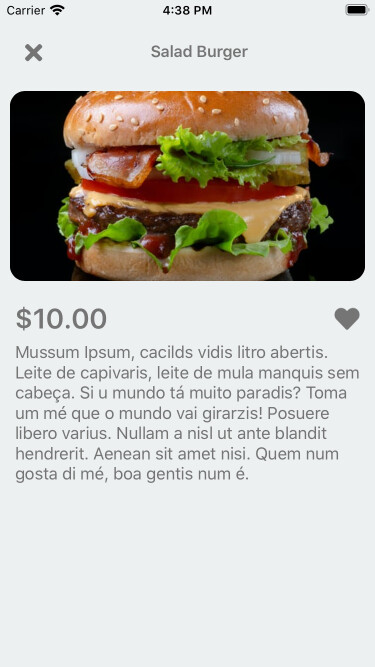 Carrier 4:38 PM
Salad Burger
$10.00
Mussum Ipsum, cacilds vidis litro abertis.
Leite de capivaris, leite de mula manquis sem
cabeça. Si u mundo tá muito paradis? Toma
um mé que o mundo vai girarzis! Posuere
libero varius. Nullam a nisl ut ante blandit
hendrerit. Aenean sit amet nisi. Quem num
gosta di mé, boa gentis num é.